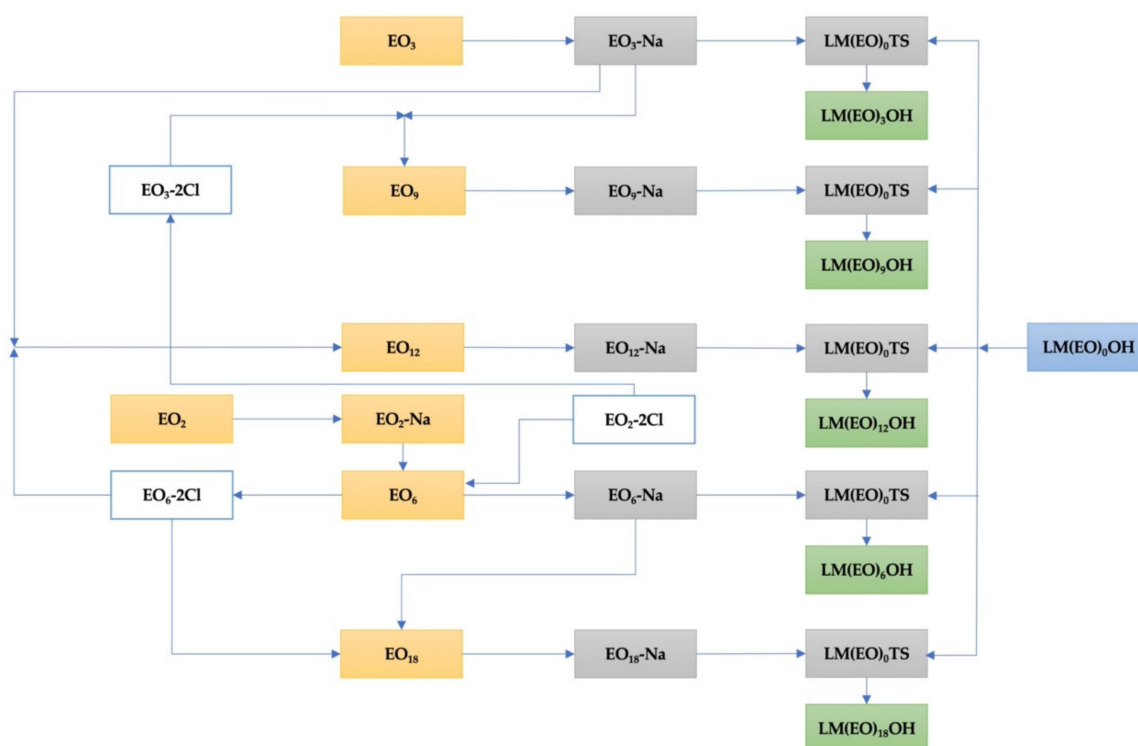 EO₃
EO₃-Na
LM(EO)₀TS
LM(EO)₃OH
EO₃-2Cl
EO₉
EO₉-Na
LM(EO)₀TS
LM(EO)₉OH
EO₁₂
EO₁₂-Na
LM(EO)₀TS
LM(EO)₀OH
EO₂
EO₂-Na
EO₂-2Cl
LM(EO)₁₂OH
EO₆-2Cl
EO₆
EO₆-Na
LM(EO)₀TS
LM(EO)₆OH
EO₁₈
EO₁₈-Na
LM(EO)₀TS
LM(EO)₁₈OH